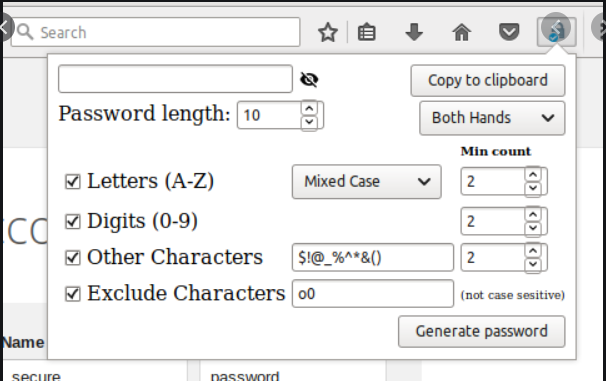 Search
Copy to clipboard
Password length: 10
Both Hands
Min count
Letters (A-Z) Mixed Case 2
Digits (0-9) 2
Other Characters $!@_%^*&() 2
Exclude Characters o0 (not case sesitive)
Generate password
Name
secure password